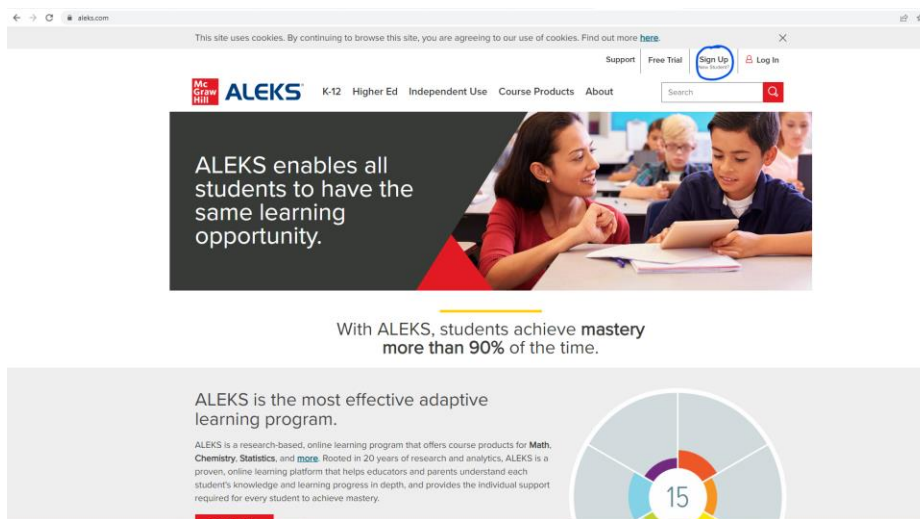 aleks.com
This site uses cookies. By continuing to browse this site, you are agreeing to our use of cookies. Find out more here.
Support Free Trial Sign Up Log In
New Student?
Mc
Graw
Hill
ALEKS
K-12 Higher Ed Independent Use Course Products About
Search
ALEKS enables all
students to have the
same learning
opportunity.
With ALEKS, students achieve mastery
more than 90% of the time.
ALEKS is the most effective adaptive
learning program.
ALEKS is a research-based, online learning program that offers course products for Math,
Chemistry, Statistics, and more. Rooted in 20 years of research and analytics, ALEKS is a
proven, online learning platform that helps educators and parents understand each
student's knowledge and learning progress in depth, and provides the individual support
required for every student to achieve mastery.
15